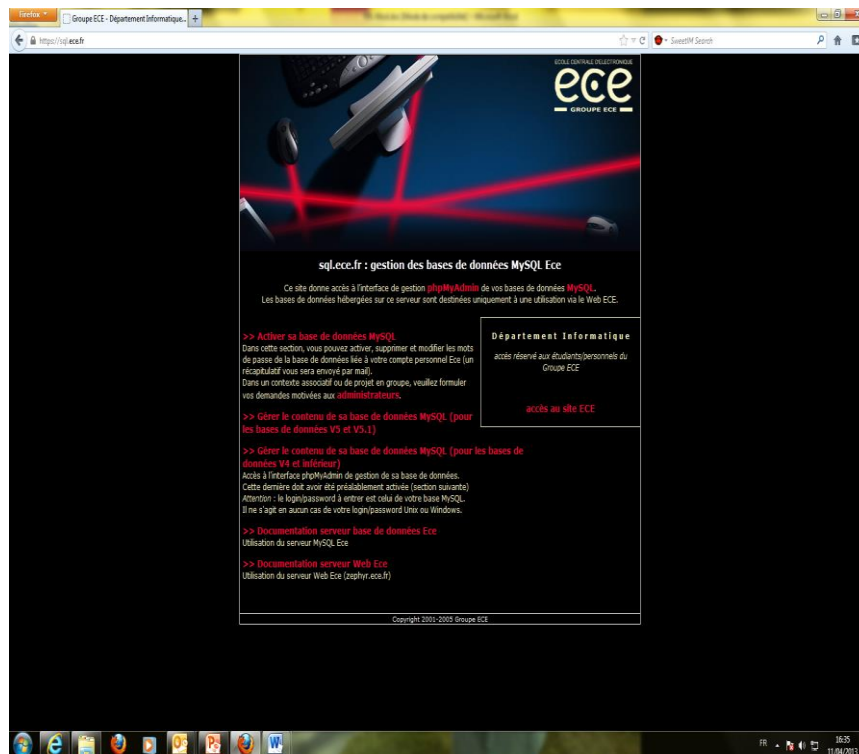 Firefox
Groupe ECE - Département Informatique...
https://sql.ece.fr
SweetIM Search
ECOLE CENTRALE D'ELECTRONIQUE
ece
GROUPE ECE
sql.ece.fr : gestion des bases de données MySQL Ece
Ce site donne accès à l'interface de gestion phpMyAdmin de vos bases de données MySQL.
Les bases de données hébergées sur ce serveur sont destinées uniquement à une utilisation via le Web ECE.
>> Activer sa base de données MySQL
Dans cette section, vous pouvez activer, supprimer et modifier les mots
de passe de la base de données liée à votre compte personnel Ece (un
récapitulatif vous sera envoyé par mail).
Dans un contexte associatif ou de projet en groupe, veuillez formuler
vos demandes motivées aux administrateurs.
Département Informatique
accès réservé aux étudiants/personnels du
Groupe ECE
accès au site ECE
>> Gérer le contenu de sa base de données MySQL (pour
les bases de données V5 et V5.1)
>> Gérer le contenu de sa base de données MySQL (pour les bases de
données V4 et inférieur)
Accès à l'interface phpMyAdmin de gestion de sa base de données.
Cette dernière doit avoir été préalablement activée (section suivante)
Attention : le login/password à entrer est celui de votre base MySQL.
Il ne s'agit en aucun cas de votre login/password Unix ou Windows.
>> Documentation serveur base de données Ece
Utilisation du serveur MySQL Ece
>> Documentation serveur Web Ece
Utilisation du serveur Web Ece (zephyr.ece.fr)
Copyright 2001-2005 Groupe ECE
FR
16:35
11/04/2013